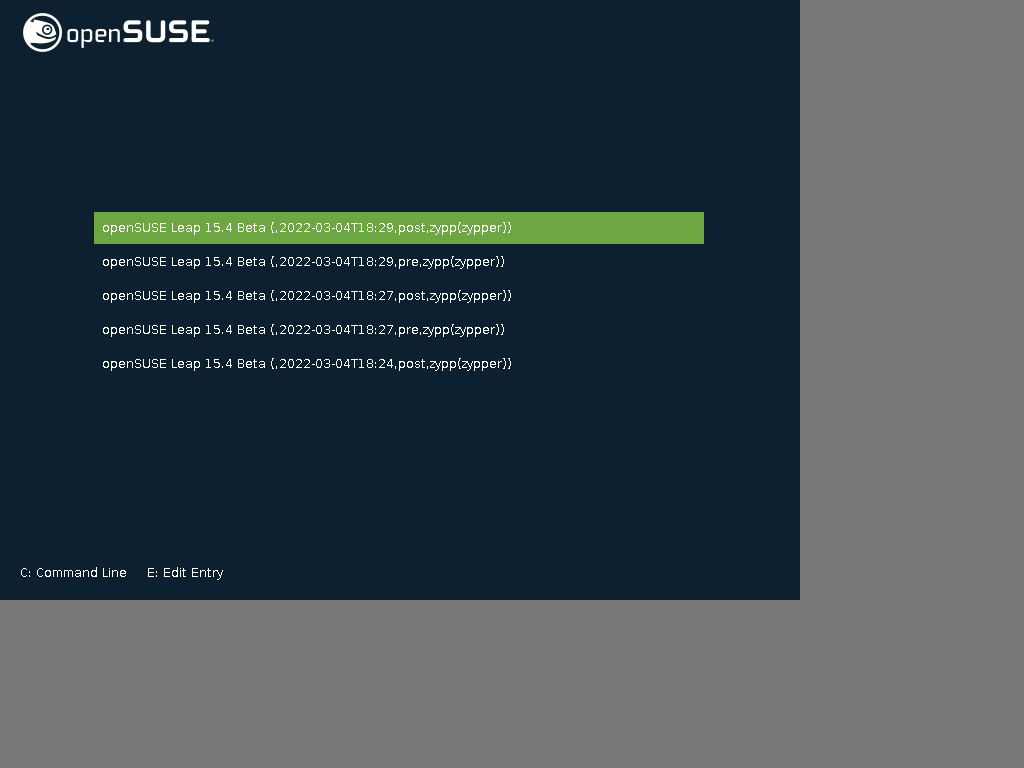 openSUSE
openSUSE Leap 15.4 Beta (,2022-03-04T18:29,post,zypp(zypper))
openSUSE Leap 15.4 Beta (,2022-03-04T18:29,pre,zypp(zypper))
openSUSE Leap 15.4 Beta (,2022-03-04T18:27,post,zypp(zypper))
openSUSE Leap 15.4 Beta (,2022-03-04T18:27,pre,zypp(zypper))
openSUSE Leap 15.4 Beta (,2022-03-04T18:24,post,zypp(zypper))
C: Command Line E: Edit Entry